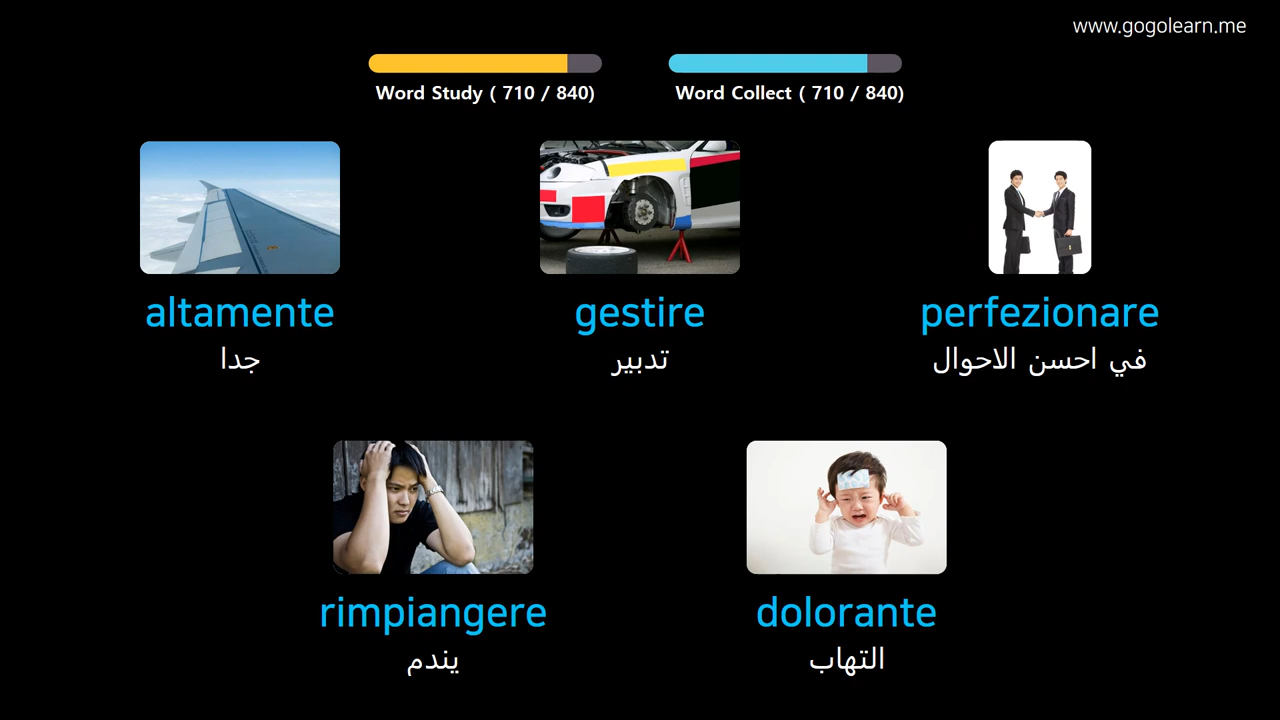 www.gogolearn.me
Word Study ( 710 / 840)
Word Collect ( 710 / 840)
altamente
جدا
gestire
تدبير
perfezionare
في احسن الاحوال
rimpiangere
يندم
dolorante
التهاب